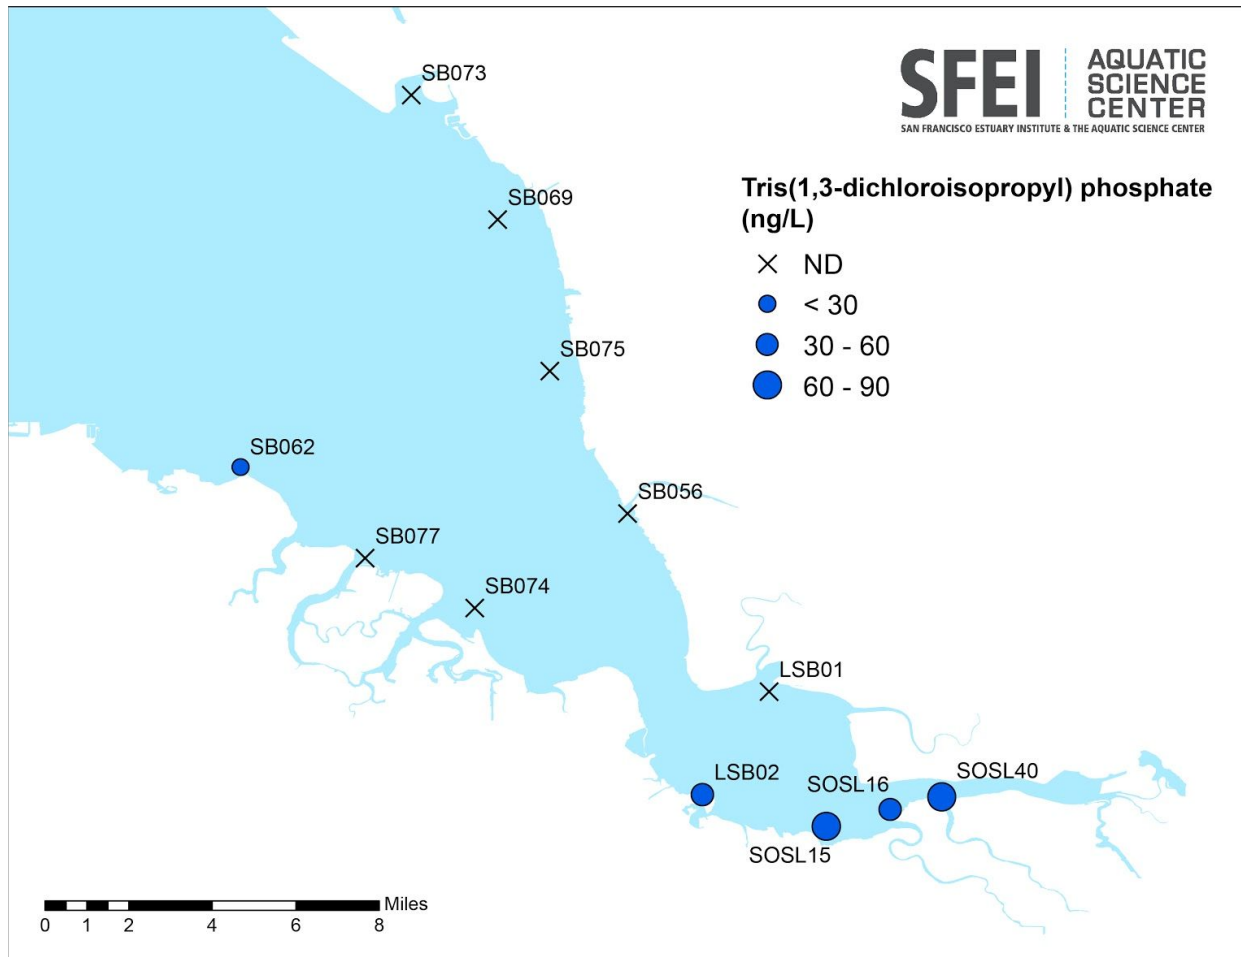 SB073
SFEI
AQUATIC
SCIENCE
CENTER
SAN FRANCISCO ESTUARY INSTITUTE & THE AQUATIC SCIENCE CENTER
Tris(1,3-dichloroisopropyl) phosphate
(ng/L)
ND
< 30
30 - 60
60 - 90
SB069
SB075
SB062
SB056
SB077
SB074
LSB01
LSB02
SOSL16
SOSL40
SOSL15
Miles
0 1 2 4 6 8